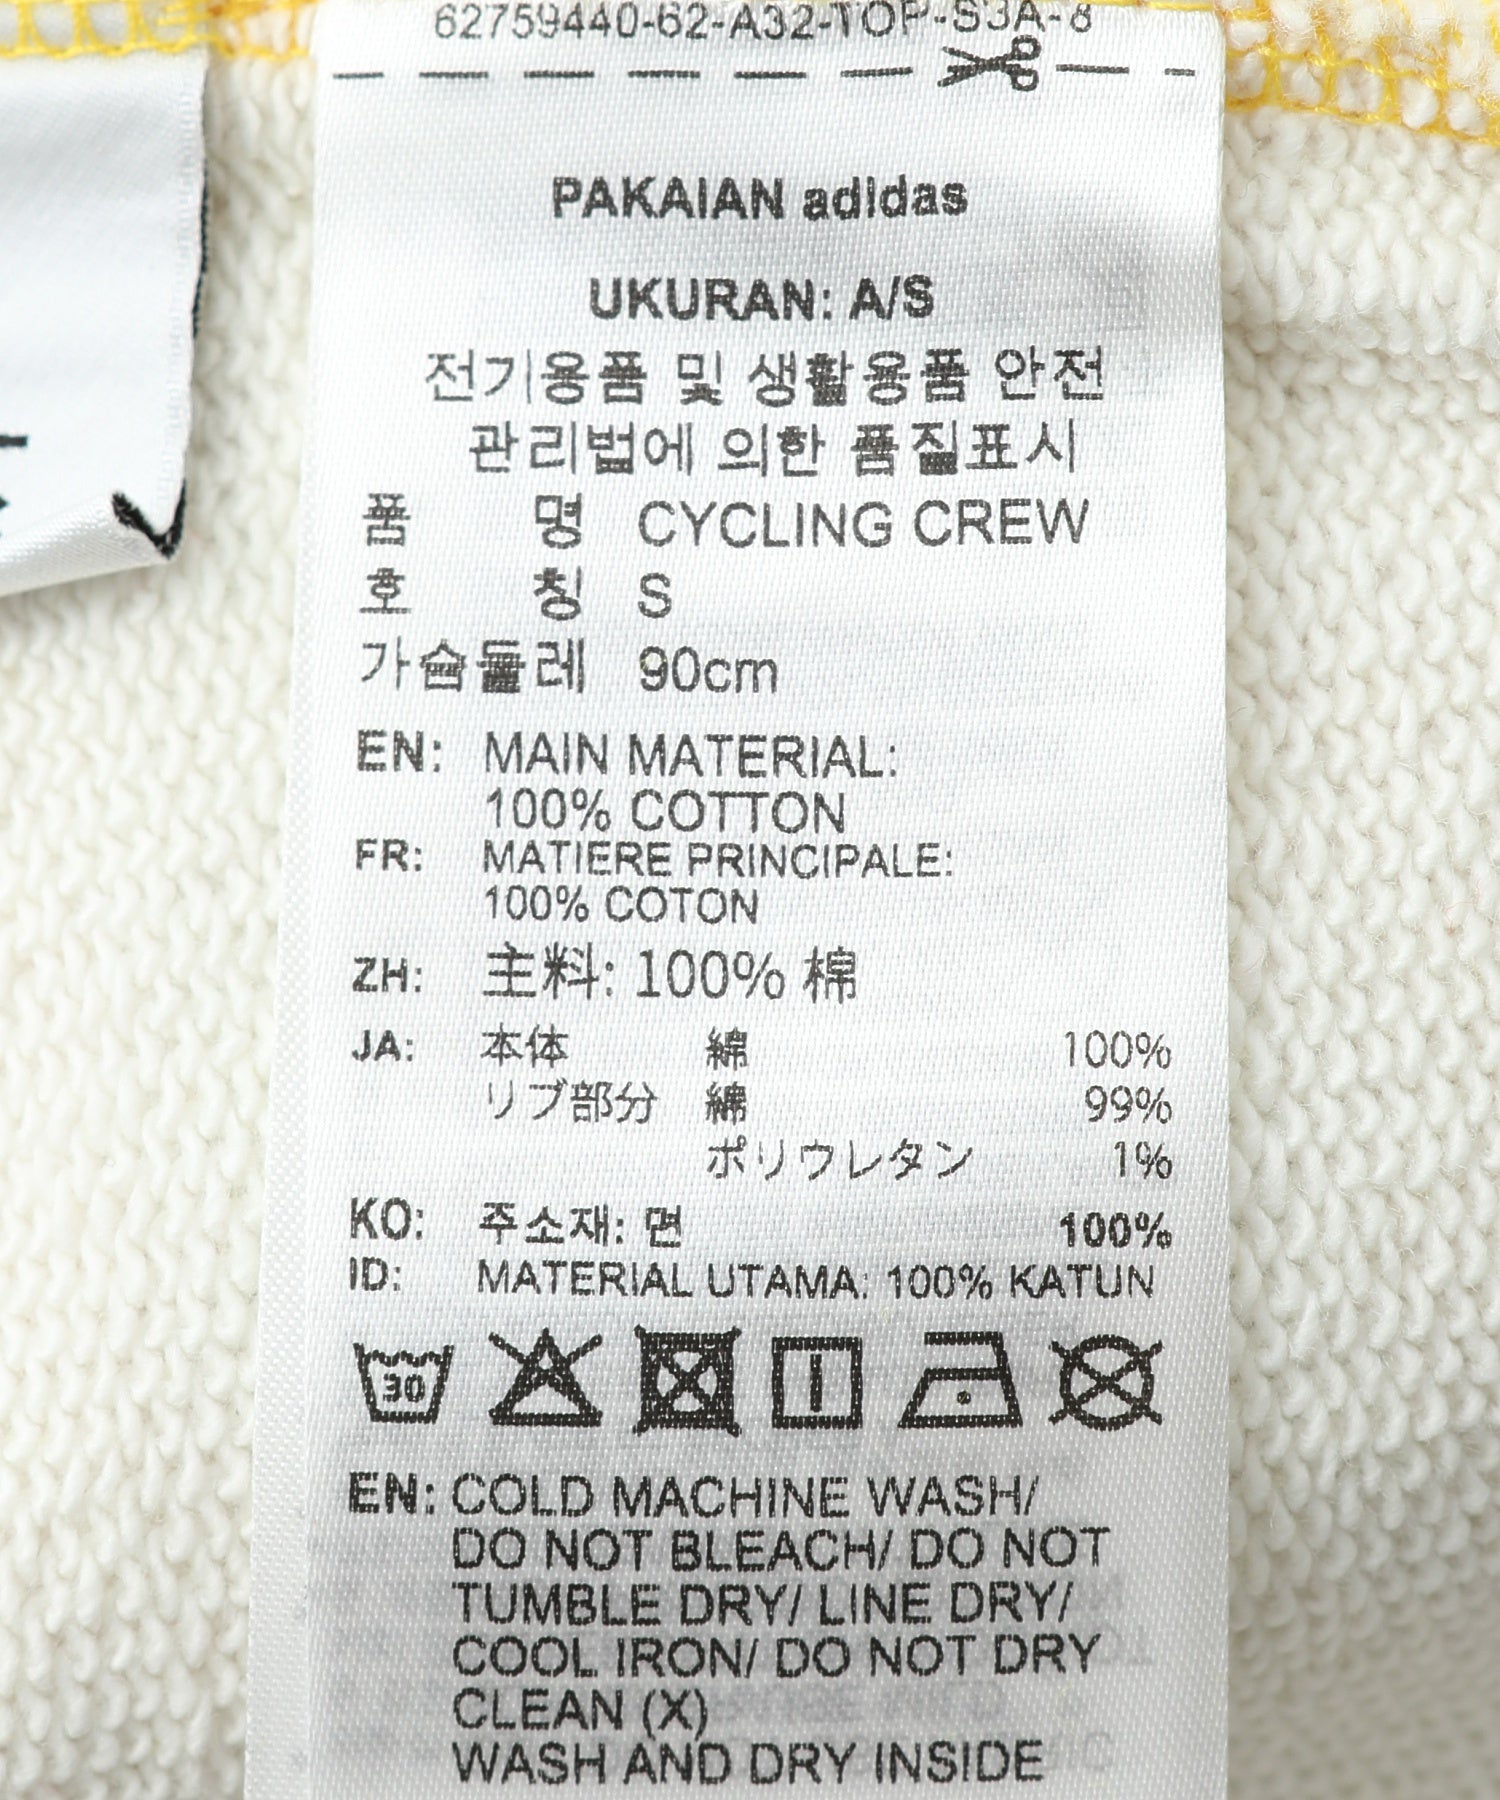 62759440-62-A32-TOP-S3A-8
PAKAIAN adidas
UKURAN: A/S
전기용품 및 생활용품 안전
관리법에 의한 품질표시
품 명 CYCLING CREW
호 칭 S
가슴둘레 90cm
EN: MAIN MATERIAL:
100% COTTON
FR: MATIERE PRINCIPALE:
100% COTON
ZH: 主料: 100% 棉
JA: 本体 綿 100%
リブ部分 綿 99%
ポリウレタン 1%
KO: 주소재: 면 100%
ID: MATERIAL UTAMA: 100% KATUN
30
EN: COLD MACHINE WASH/
DO NOT BLEACH/ DO NOT
TUMBLE DRY/ LINE DRY/
COOL IRON/ DO NOT DRY
CLEAN (X)
WASH AND DRY INSIDE